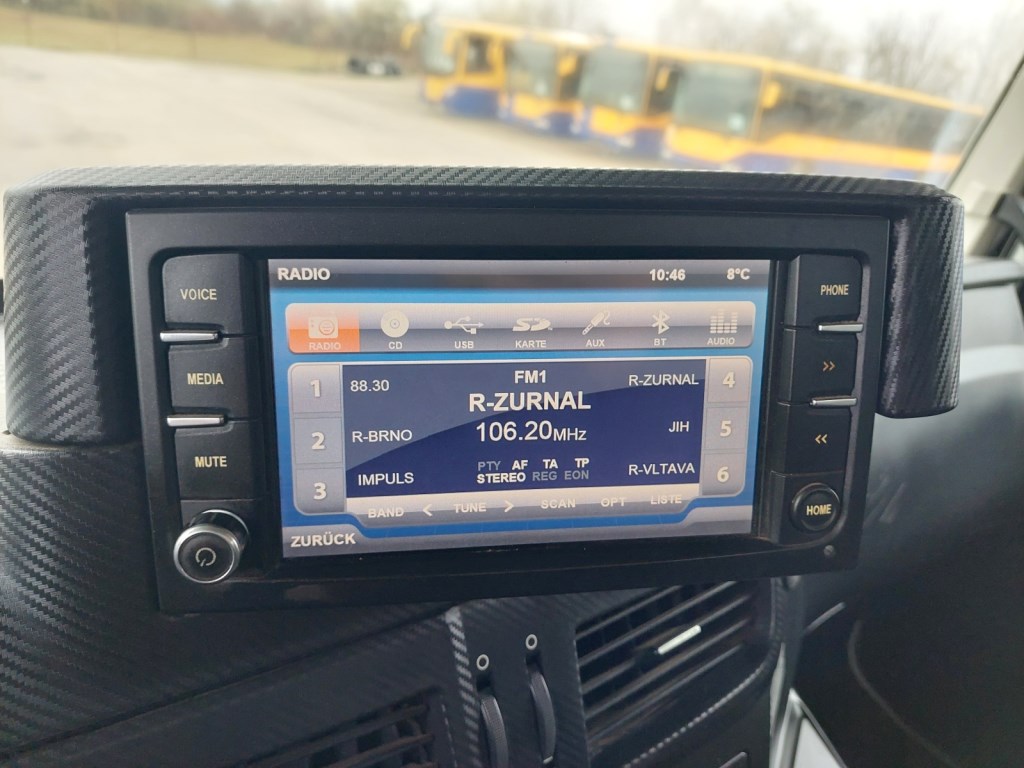 RADIO 10:46 8°C
VOICE
PHONE
RADIO CD USB KARTE AUX BT AUDIO
MEDIA
1 88.30 FM1 R-ZURNAL 4
R-ZURNAL
2 R-BRNO 106.20MHz JIH 5
MUTE
PTY AF TA TP
3 IMPULS STEREO REG EON R-VLTAVA 6
BAND < TUNE > SCAN OPT LISTE
HOME
ZURÜCK
>>
<<